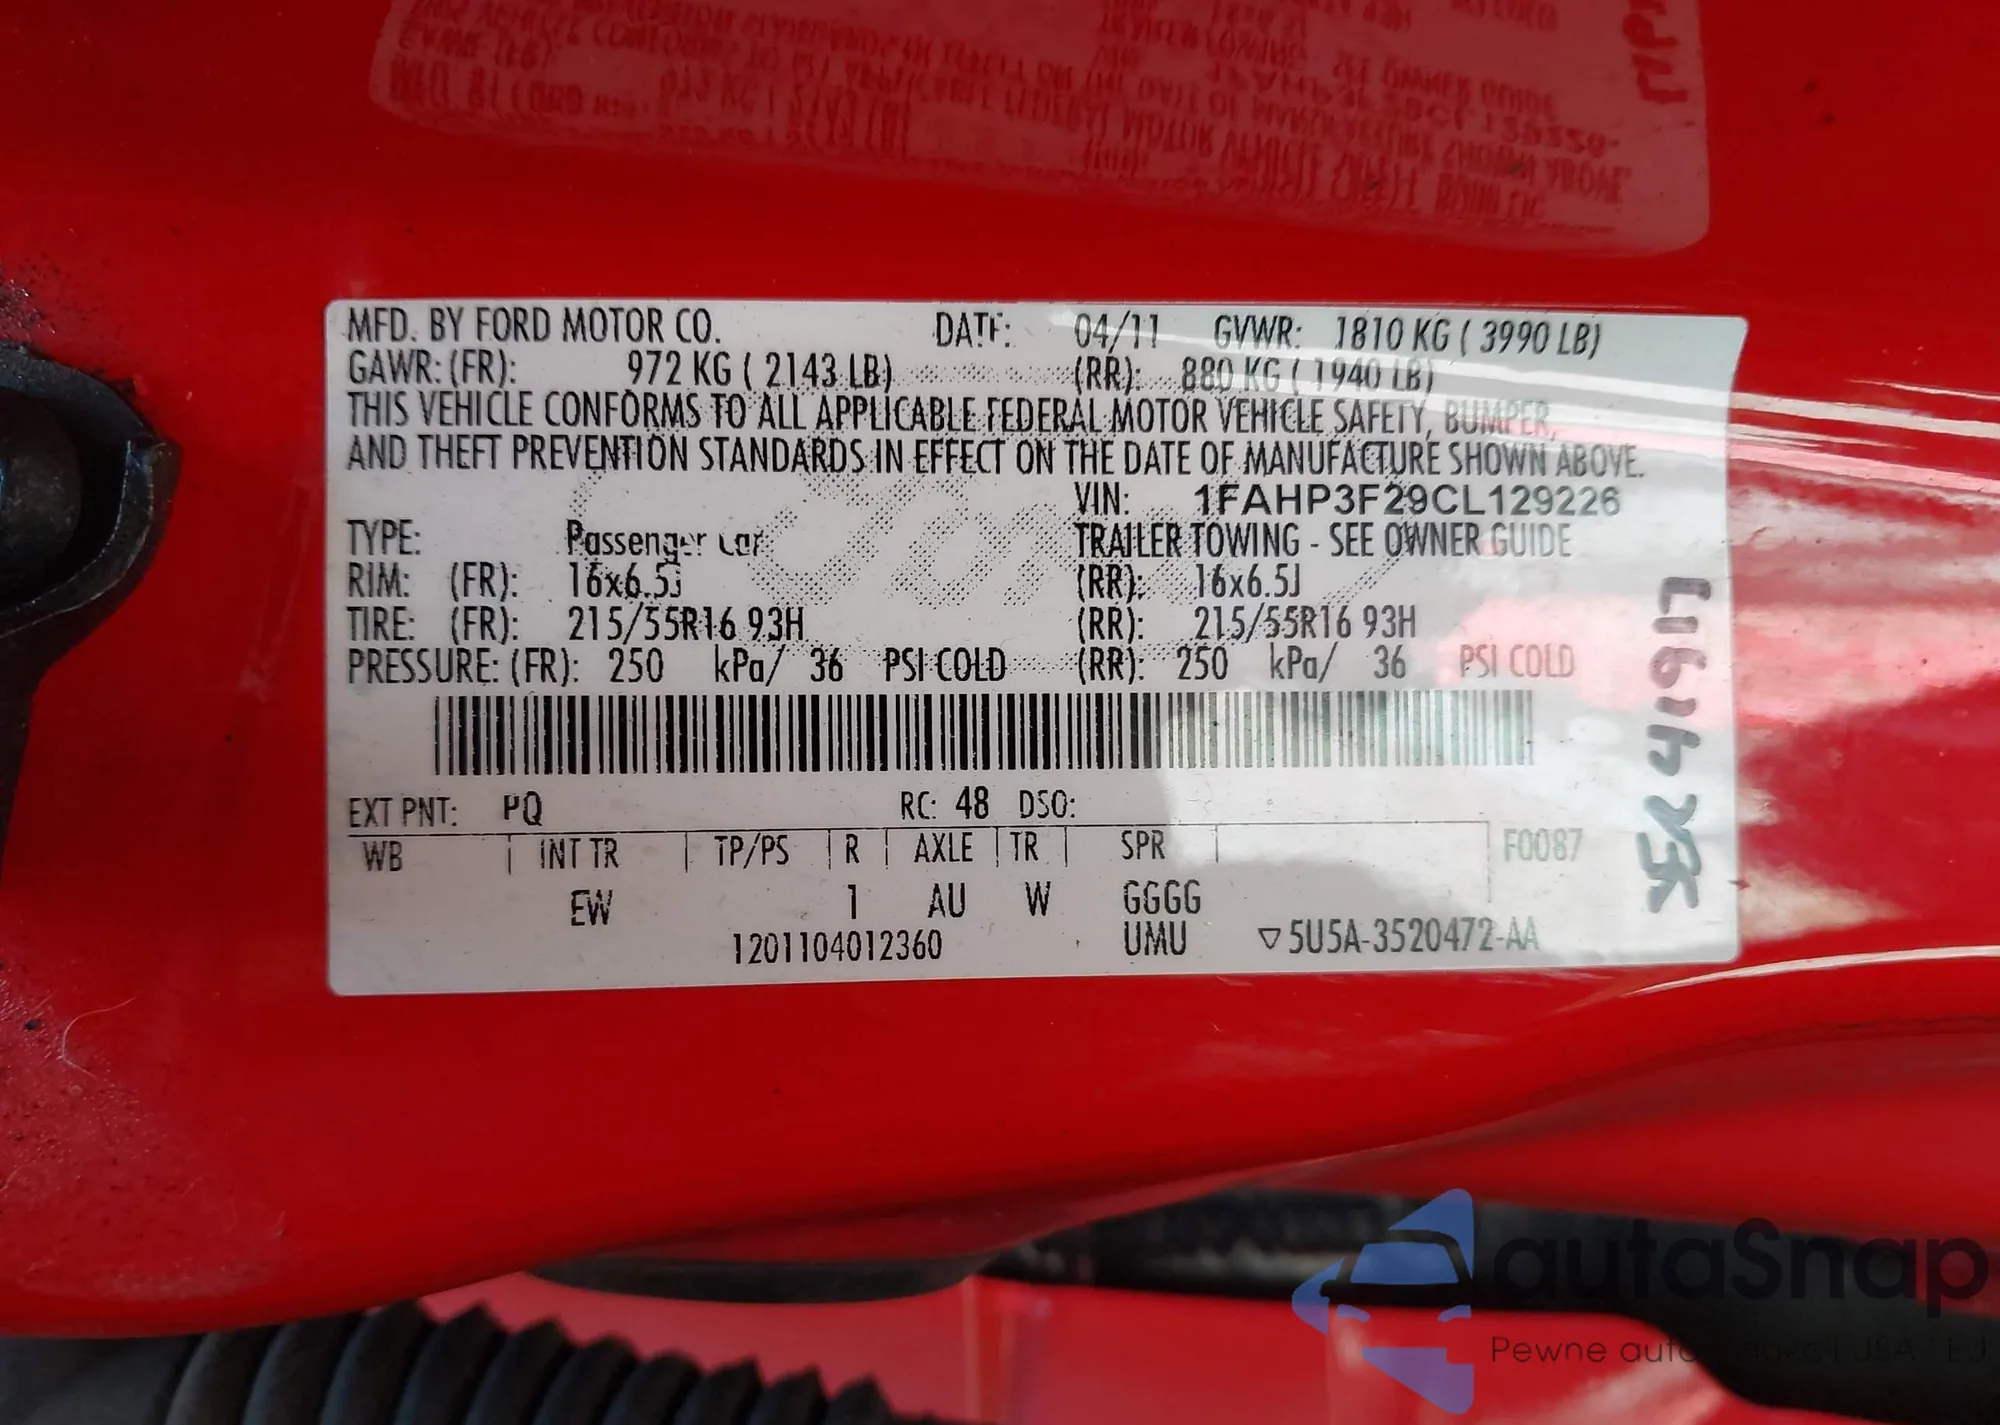 MFD. BY FORD MOTOR CO. DATE: 04/11 GVWR: 1810 KG ( 3990 LB)
GAWR: (FR): 972 KG ( 2143 LB) (RR): 880 KG ( 1940 LB)
THIS VEHICLE CONFORMS TO ALL APPLICABLE FEDERAL MOTOR VEHICLE SAFETY, BUMPER,
AND THEFT PREVENTION STANDARDS IN EFFECT ON THE DATE OF MANUFACTURE SHOWN ABOVE.
VIN: 1FAHP3F29CL129226
TYPE: Passenger Car TRAILER TOWING - SEE OWNER GUIDE
RIM: (FR): 16x6.5J (RR): 16x6.5J
TIRE: (FR): 215/55R16 93H (RR): 215/55R16 93H
PRESSURE: (FR): 250 kPa/ 36 PSI COLD (RR): 250 kPa/ 36 PSI COLD
EXT PNT: PQ RC: 48 DSO:
WB INT TR TP/PS R AXLE TR SPR F0087
EW 1 AU W GGGG
1201104012360 UMU ▽5U5A-3520472-AA
autoSnap
Pewne auta USA EU